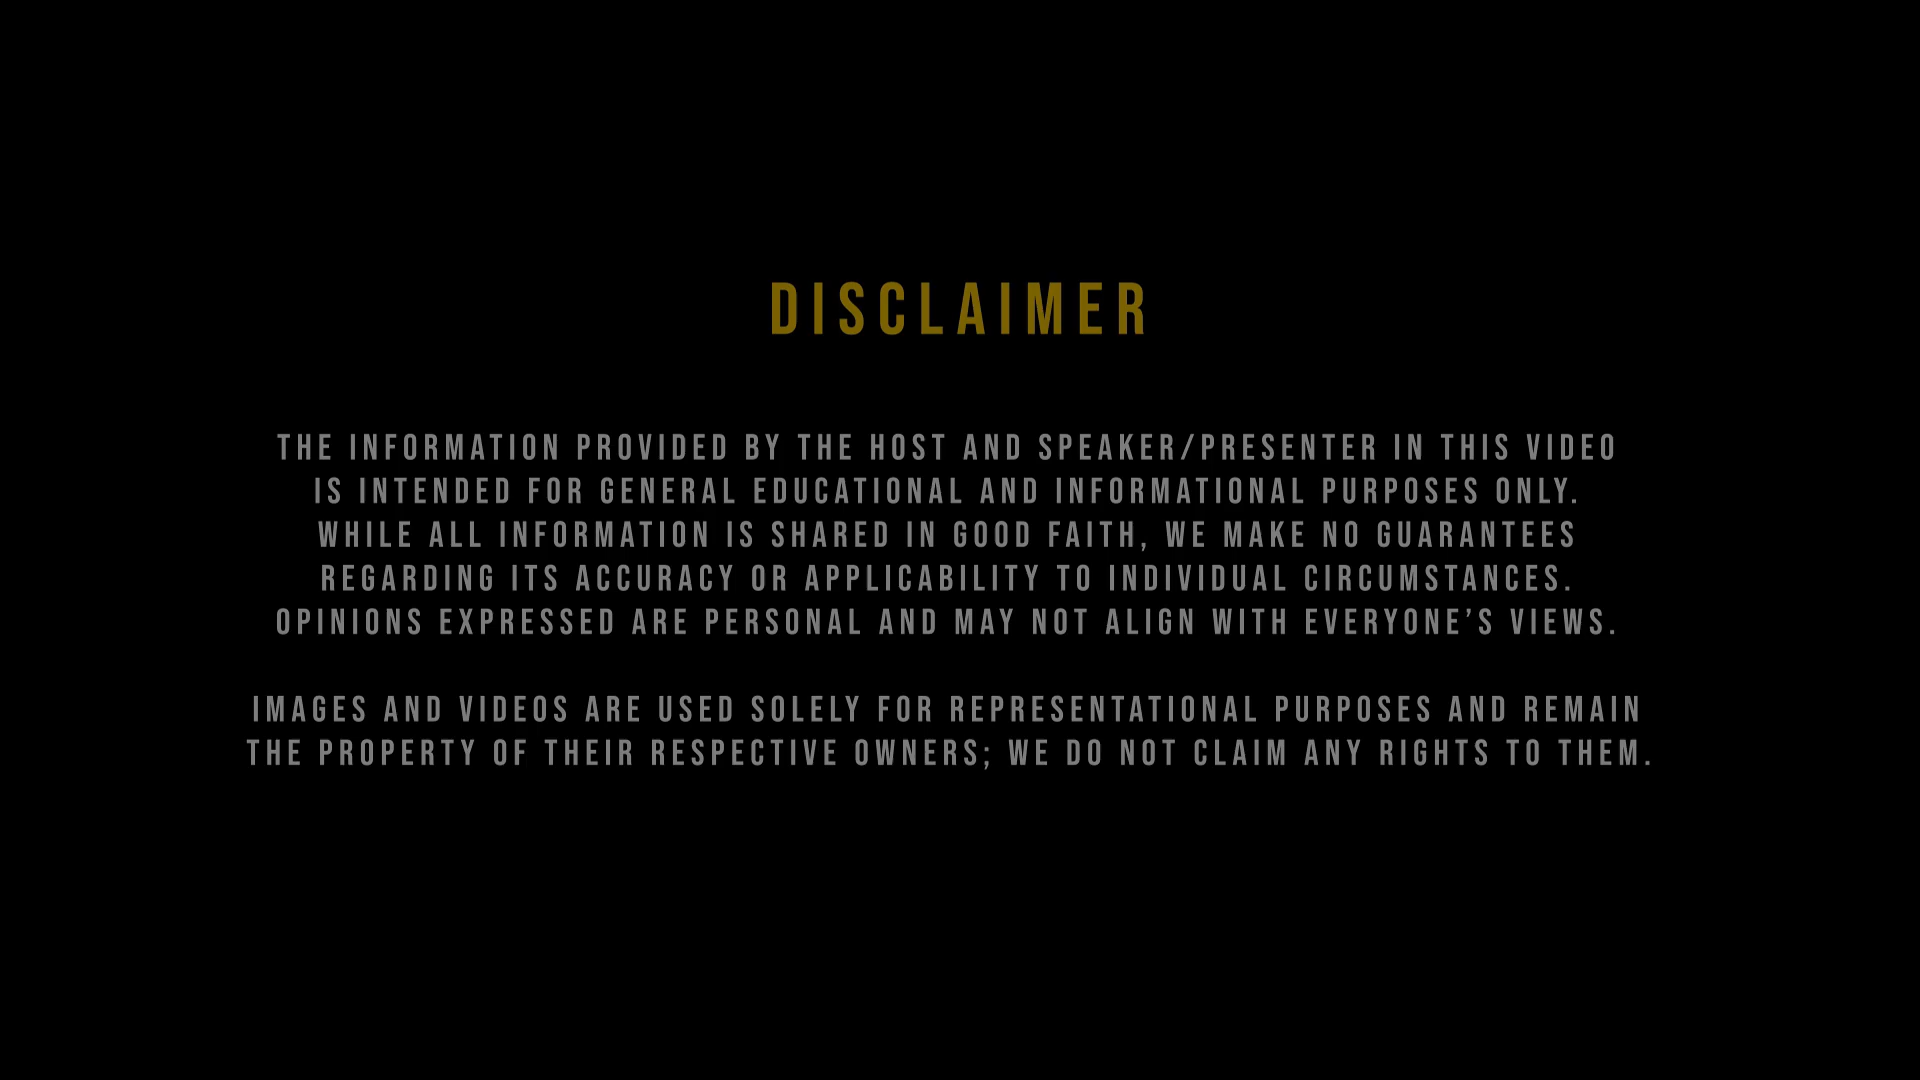 DISCLAIMER
THE INFORMATION PROVIDED BY THE HOST AND SPEAKER/PRESENTER IN THIS VIDEO
IS INTENDED FOR GENERAL EDUCATIONAL AND INFORMATIONAL PURPOSES ONLY.
WHILE ALL INFORMATION IS SHARED IN GOOD FAITH, WE MAKE NO GUARANTEES
REGARDING ITS ACCURACY OR APPLICABILITY TO INDIVIDUAL CIRCUMSTANCES.
OPINIONS EXPRESSED ARE PERSONAL AND MAY NOT ALIGN WITH EVERYONE’S VIEWS.
IMAGES AND VIDEOS ARE USED SOLELY FOR REPRESENTATIONAL PURPOSES AND REMAIN
THE PROPERTY OF THEIR RESPECTIVE OWNERS; WE DO NOT CLAIM ANY RIGHTS TO THEM.